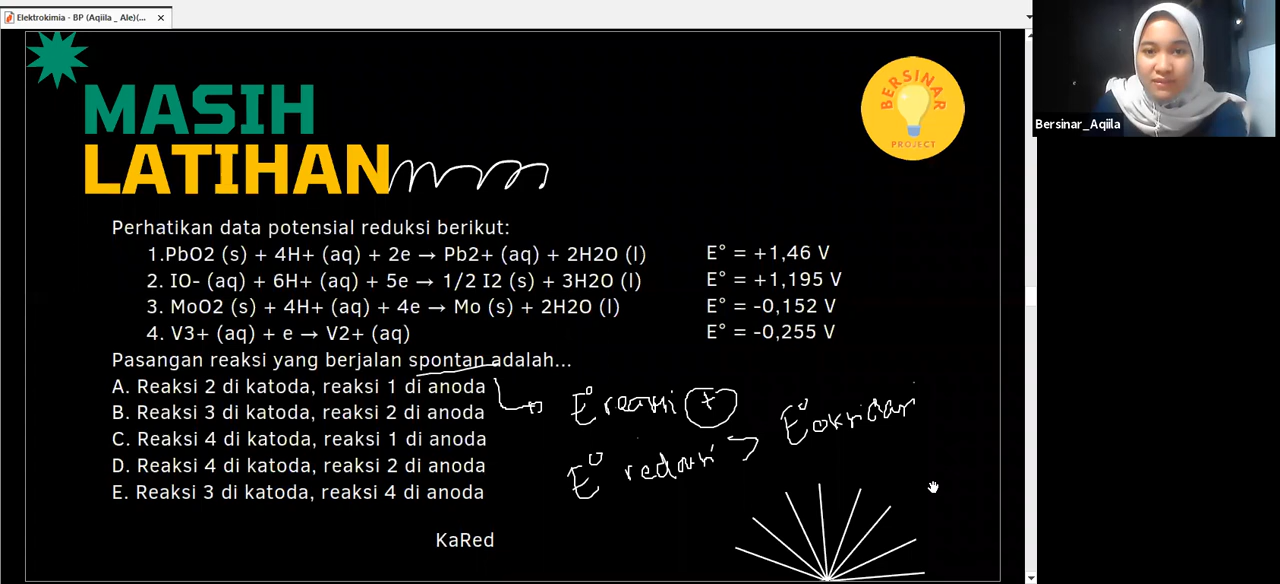 Elektrokimia - BP (Aqiila _ Ale)(...
MASIH
LATIHAN
BERSINAR
PROJECT
Bersinar_Aqiila
Perhatikan data potensial reduksi berikut:
1.PbO2 (s) + 4H+ (aq) + 2e → Pb2+ (aq) + 2H2O (l) E° = +1,46 V
2. IO- (aq) + 6H+ (aq) + 5e → 1/2 I2 (s) + 3H2O (l) E° = +1,195 V
3. MoO2 (s) + 4H+ (aq) + 4e → Mo (s) + 2H2O (l) E° = -0,152 V
4. V3+ (aq) + e → V2+ (aq) E° = -0,255 V
Pasangan reaksi yang berjalan spontan adalah...
A. Reaksi 2 di katoda, reaksi 1 di anoda
B. Reaksi 3 di katoda, reaksi 2 di anoda
C. Reaksi 4 di katoda, reaksi 1 di anoda
D. Reaksi 4 di katoda, reaksi 2 di anoda
E. Reaksi 3 di katoda, reaksi 4 di anoda
E° reaksi +
E° reduksi > E° oksidasi
KaRed